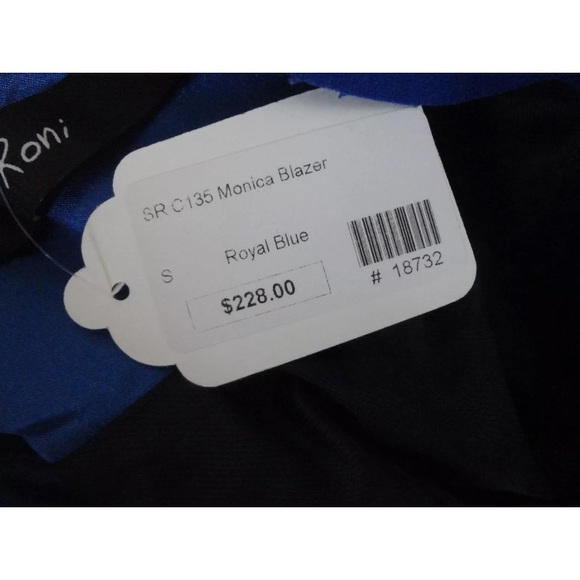 Roni
SR C135 Monica Blazer
S Royal Blue
$228.00
# 18732